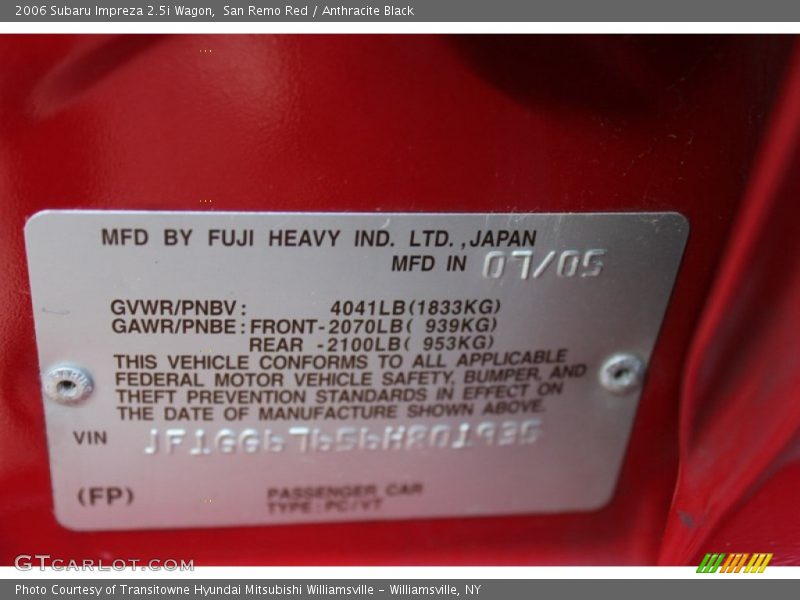 2006 Subaru Impreza 2.5i Wagon,  San Remo Red / Anthracite Black
MFD BY FUJI HEAVY IND. LTD.,JAPAN
MFD IN 07/05
GVWR/PNBV: 4041LB(1833KG)
GAWR/PNBE:FRONT-2070LB( 939KG)
REAR -2100LB( 953KG)
THIS VEHICLE CONFORMS TO ALL APPLICABLE
FEDERAL MOTOR VEHICLE SAFETY, BUMPER, AND
THEFT PREVENTION STANDARDS IN EFFECT ON
THE DATE OF MANUFACTURE SHOWN ABOVE.
VIN
(FP) PASSENGER CAR
TYPE:PC/VT
GTCarLot.com
Photo Courtesy of Transitowne Hyundai Mitsubishi Williamsville – Williamsville, NY